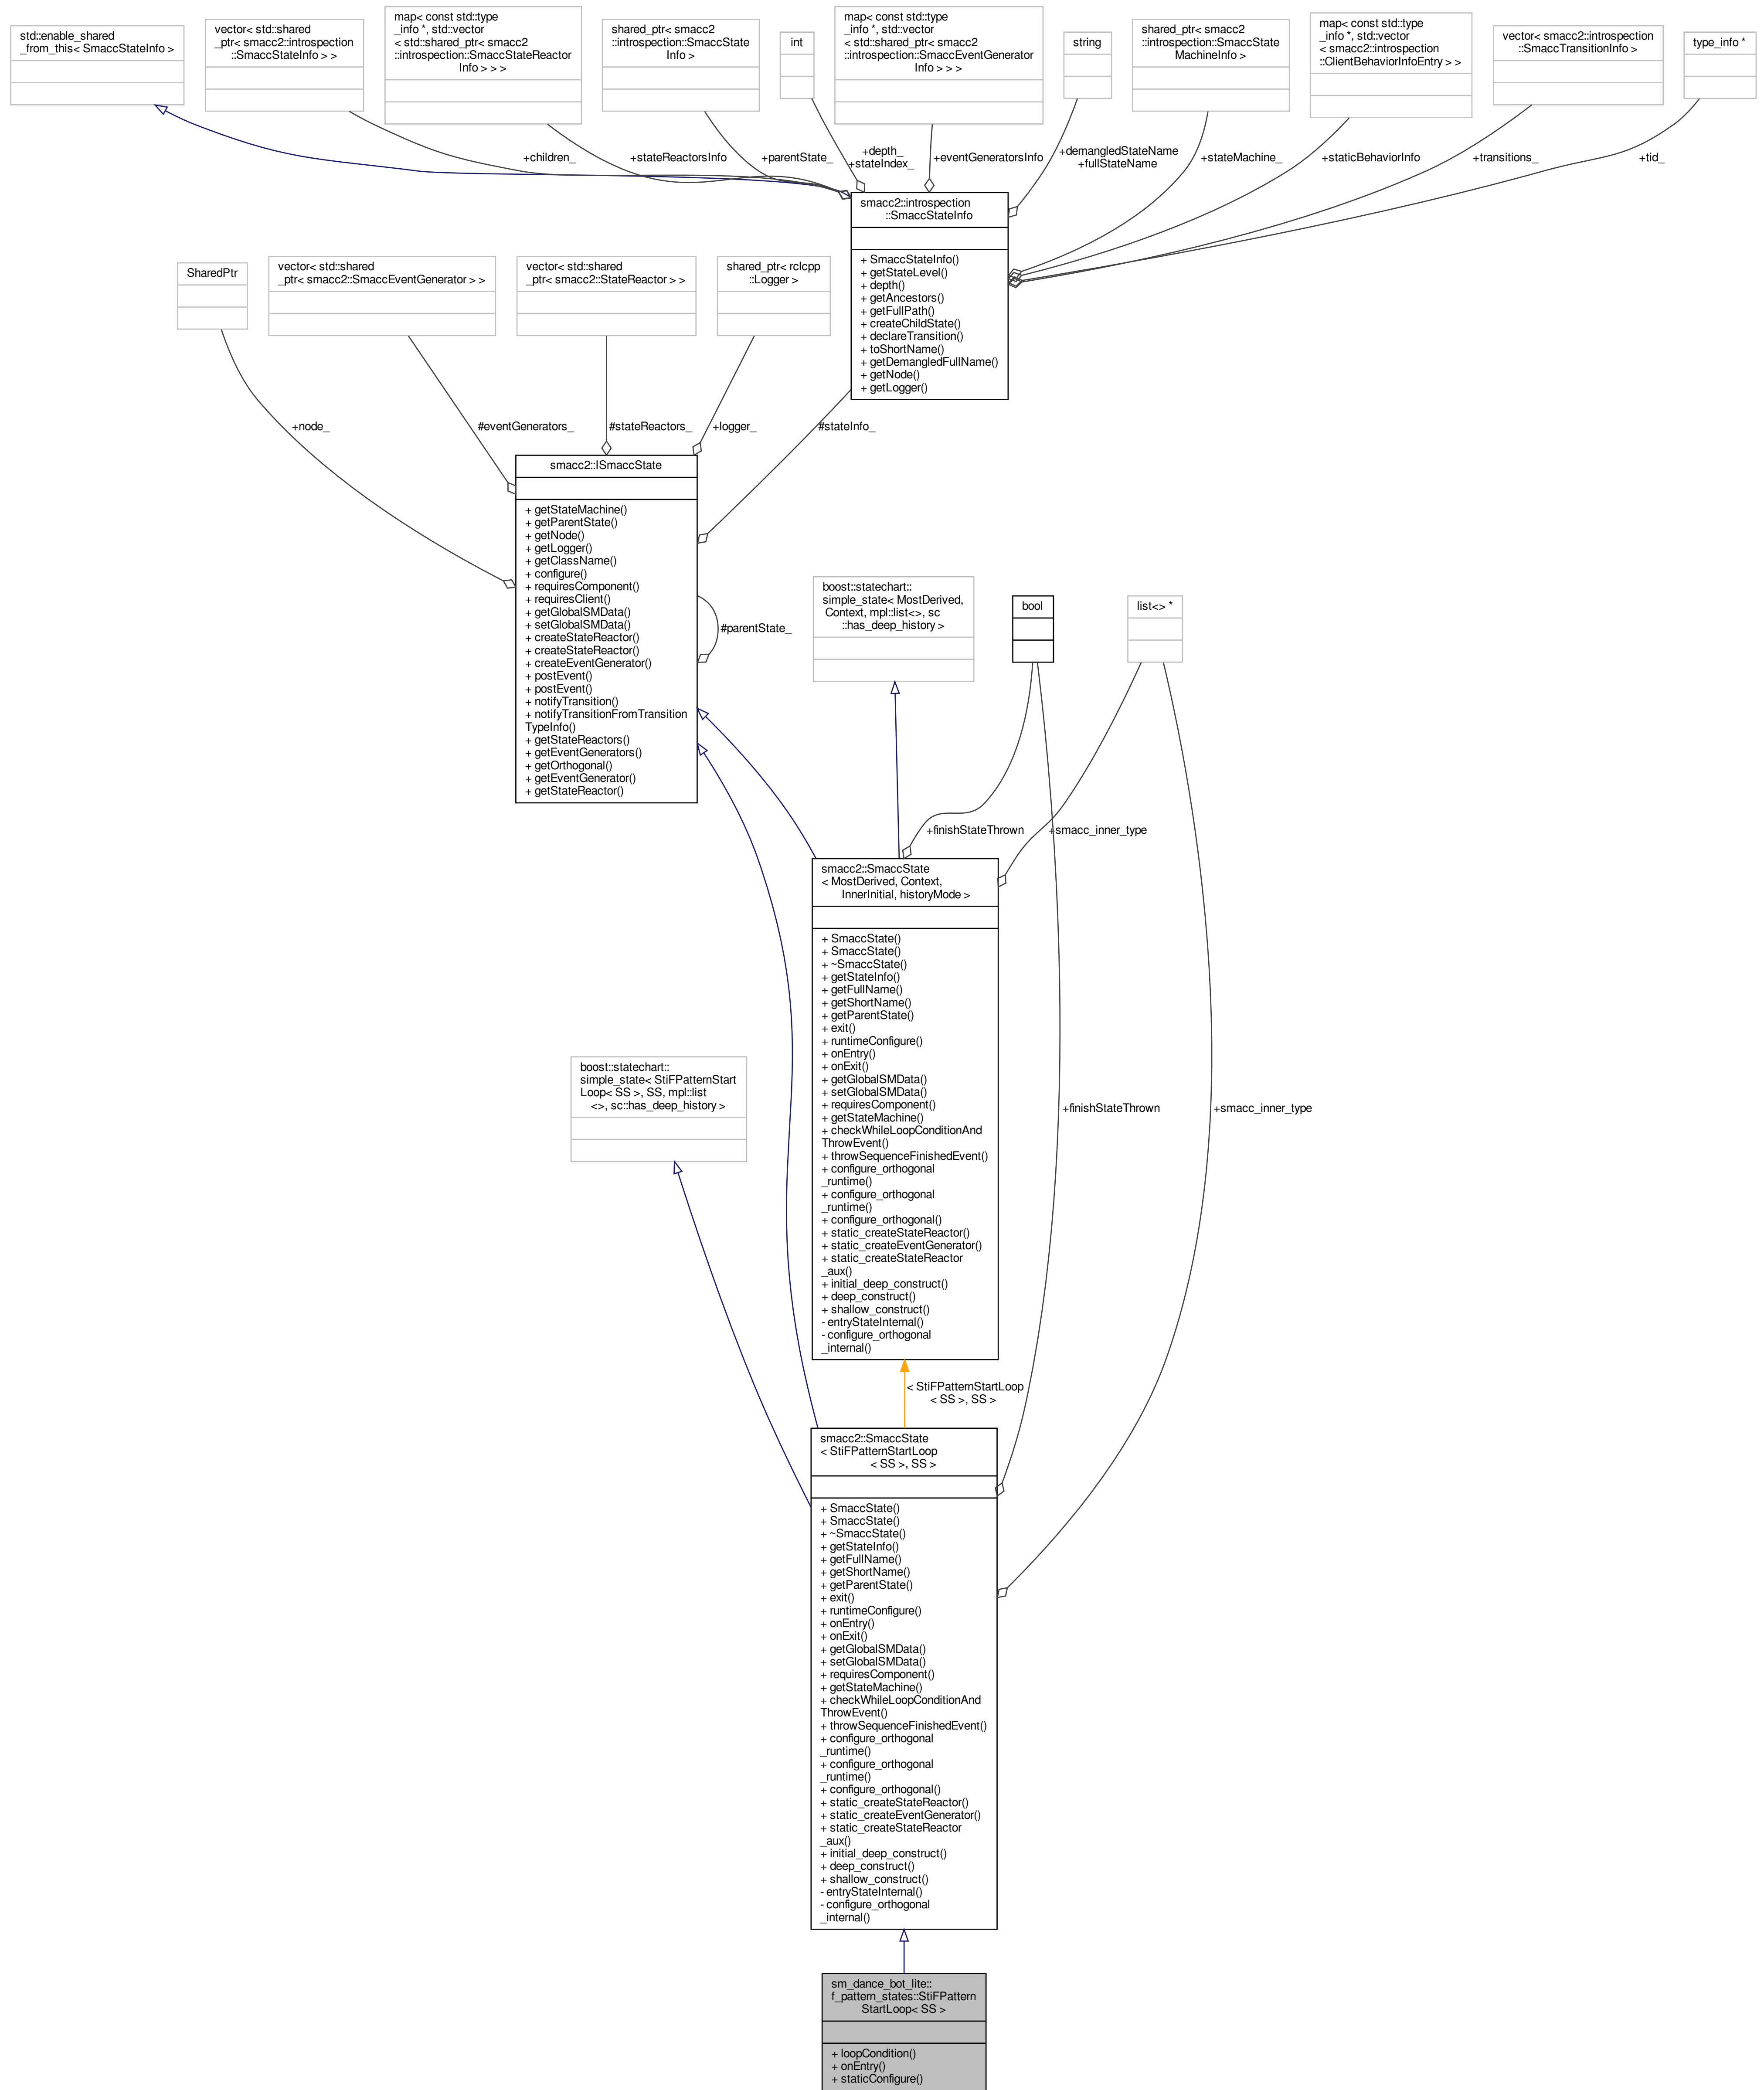 std::enable_shared
_from_this< SmaccStateInfo >
vector< std::shared
_ptr< smacc2::introspection
::SmaccStateInfo > >
map< const std::type
_info *, std::vector
< std::shared_ptr< smacc2
::introspection::SmaccStateReactor
Info > > >
shared_ptr< smacc2
::introspection::SmaccState
Info >
int
map< const std::type
_info *, std::vector
< std::shared_ptr< smacc2
::introspection::SmaccEventGenerator
Info > > >
string
shared_ptr< smacc2
::introspection::SmaccState
MachineInfo >
map< const std::type
_info *, std::vector
< smacc2::introspection
::ClientBehaviorInfoEntry > >
vector< smacc2::introspection
::SmaccTransitionInfo >
type_info *
+children_
+stateReactorsInfo
+parentState_
+depth_
+stateIndex_
+eventGeneratorsInfo
+demangledStateName
+fullStateName
+stateMachine_
+staticBehaviorInfo
+transitions_
+tid_
smacc2::introspection
::SmaccStateInfo
+ SmaccStateInfo()
+ getStateLevel()
+ depth()
+ getAncestors()
+ getFullPath()
+ createChildState()
+ declareTransition()
+ toShortName()
+ getDemangledFullName()
+ getNode()
+ getLogger()
SharedPtr
vector< std::shared
_ptr< smacc2::SmaccEventGenerator > >
vector< std::shared
_ptr< smacc2::StateReactor > >
shared_ptr< rclcpp
::Logger >
+node_
#eventGenerators_
#stateReactors_
+logger_
#stateInfo_
smacc2::ISmaccState
+ getStateMachine()
+ getParentState()
+ getNode()
+ getLogger()
+ getClassName()
+ configure()
+ requiresComponent()
+ requiresClient()
+ getGlobalSMData()
+ setGlobalSMData()
+ createStateReactor()
+ createStateReactor()
+ createEventGenerator()
+ postEvent()
+ postEvent()
+ notifyTransition()
+ notifyTransitionFromTransition
TypeInfo()
+ getStateReactors()
+ getEventGenerators()
+ getOrthogonal()
+ getEventGenerator()
+ getStateReactor()
#parentState_
boost::statechart::
simple_state< MostDerived,
Context, mpl::list<>, sc
::has_deep_history >
bool
list<> *
+finishStateThrown
+smacc_inner_type
smacc2::SmaccState
< MostDerived, Context,
InnerInitial, historyMode >
+ SmaccState()
+ SmaccState()
+ ~SmaccState()
+ getStateInfo()
+ getFullName()
+ getShortName()
+ getParentState()
+ exit()
+ runtimeConfigure()
+ onEntry()
+ onExit()
+ getGlobalSMData()
+ setGlobalSMData()
+ requiresComponent()
+ getStateMachine()
+ checkWhileLoopConditionAnd
ThrowEvent()
+ throwSequenceFinishedEvent()
+ configure_orthogonal
_runtime()
+ configure_orthogonal
_runtime()
+ configure_orthogonal()
+ static_createStateReactor()
+ static_createEventGenerator()
+ static_createStateReactor
_aux()
+ initial_deep_construct()
+ deep_construct()
+ shallow_construct()
- entryStateInternal()
- configure_orthogonal
_internal()
boost::statechart::
simple_state< StiFPatternStart
Loop< SS >, SS, mpl::list
<>, sc::has_deep_history >
+finishStateThrown
+smacc_inner_type
< StiFPatternStartLoop
< SS >, SS >
smacc2::SmaccState
< StiFPatternStartLoop
< SS >, SS >
+ SmaccState()
+ SmaccState()
+ ~SmaccState()
+ getStateInfo()
+ getFullName()
+ getShortName()
+ getParentState()
+ exit()
+ runtimeConfigure()
+ onEntry()
+ onExit()
+ getGlobalSMData()
+ setGlobalSMData()
+ requiresComponent()
+ getStateMachine()
+ checkWhileLoopConditionAnd
ThrowEvent()
+ throwSequenceFinishedEvent()
+ configure_orthogonal
_runtime()
+ configure_orthogonal
_runtime()
+ configure_orthogonal()
+ static_createStateReactor()
+ static_createEventGenerator()
+ static_createStateReactor
_aux()
+ initial_deep_construct()
+ deep_construct()
+ shallow_construct()
- entryStateInternal()
- configure_orthogonal
_internal()
sm_dance_bot_lite::
f_pattern_states::StiFPattern
StartLoop< SS >
+ loopCondition()
+ onEntry()
+ staticConfigure()